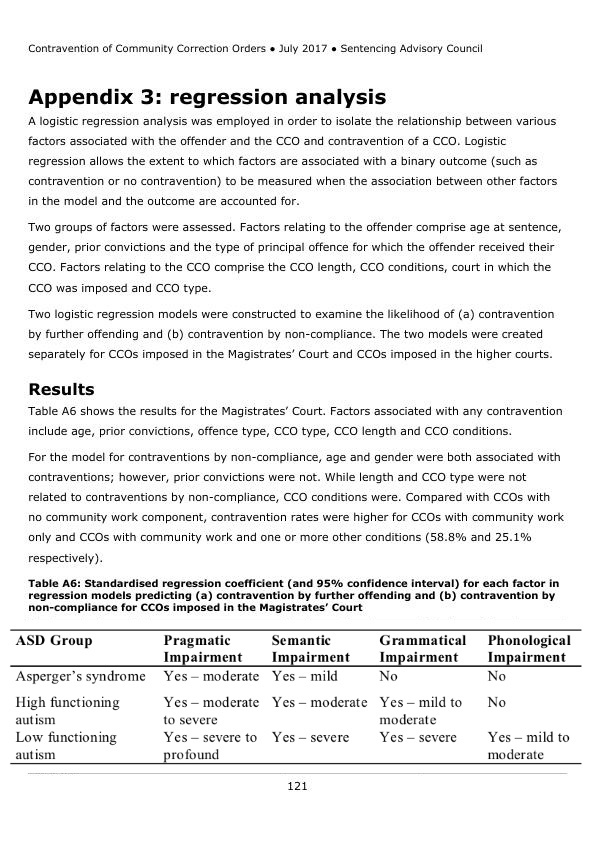 Contravention of Community Correction Orders ● July 2017 ● Sentencing Advisory Council
Appendix 3: regression analysis
A logistic regression analysis was employed in order to isolate the relationship between various
factors associated with the offender and the CCO and contravention of a CCO. Logistic
regression allows the extent to which factors are associated with a binary outcome (such as
contravention or no contravention) to be measured when the association between other factors
in the model and the outcome are accounted for.
Two groups of factors were assessed. Factors relating to the offender comprise age at sentence,
gender, prior convictions and the type of principal offence for which the offender received their
CCO. Factors relating to the CCO comprise the CCO length, CCO conditions, court in which the
CCO was imposed and CCO type.
Two logistic regression models were constructed to examine the likelihood of (a) contravention
by further offending and (b) contravention by non-compliance. The two models were created
separately for CCOs imposed in the Magistrates’ Court and CCOs imposed in the higher courts.
Results
Table A6 shows the results for the Magistrates’ Court. Factors associated with any contravention
include age, prior convictions, offence type, CCO type, CCO length and CCO conditions.
For the model for contraventions by non-compliance, age and gender were both associated with
contraventions; however, prior convictions were not. While length and CCO type were not
related to contraventions by non-compliance, CCO conditions were. Compared with CCOs with
no community work component, contravention rates were higher for CCOs with community work
only and CCOs with community work and one or more other conditions (58.8% and 25.1%
respectively).
Table A6: Standardised regression coefficient (and 95% confidence interval) for each factor in
regression models predicting (a) contravention by further offending and (b) contravention by
non-compliance for CCOs imposed in the Magistrates’ Court
ASD Group Pragmatic Semantic Grammatical Phonological
Impairment Impairment Impairment Impairment
Asperger’s syndrome Yes – moderate Yes – mild No No
High functioning Yes – moderate Yes – moderate Yes – mild to No
autism to severe moderate
Low functioning Yes – severe to Yes – severe Yes – severe Yes – mild to
autism profound moderate
121